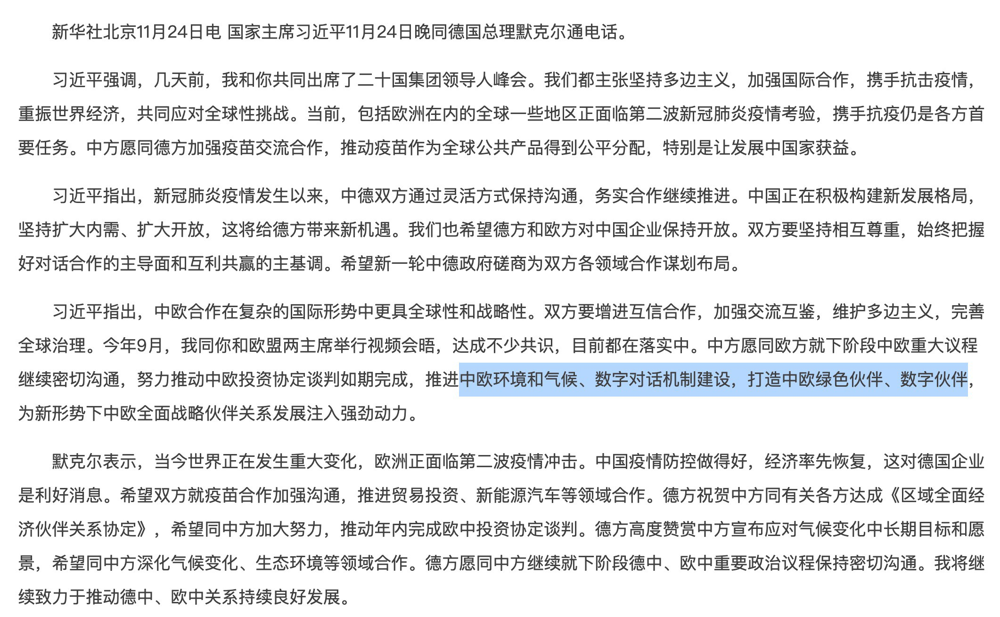 新华社北京11月24日电 国家主席习近平11月24日晚同德国总理默克尔通电话。
习近平强调，几天前，我和你共同出席了二十国集团领导人峰会。我们都主张坚持多边主义，加强国际合作，携手抗击疫情，
重振世界经济，共同应对全球性挑战。当前，包括欧洲在内的全球一些地区正面临第二波新冠肺炎疫情考验，携手抗疫仍是各方首
要任务。中方愿同德方加强疫苗交流合作，推动疫苗作为全球公共产品得到公平分配，特别是让发展中国家获益。
习近平指出，新冠肺炎疫情发生以来，中德双方通过灵活方式保持沟通，务实合作继续推进。中国正在积极构建新发展格局，
坚持扩大内需、扩大开放，这将给德方带来新机遇。我们也希望德方和欧方对中国企业保持开放。双方要坚持相互尊重，始终把握
好对话合作的主导面和互利共赢的主基调。希望新一轮中德政府磋商为双方各领域合作谋划布局。
习近平指出，中欧合作在复杂的国际形势中更具全球性和战略性。双方要增进互信合作，加强交流互鉴，维护多边主义，完善
全球治理。今年9月，我同你和欧盟两主席举行视频会晤，达成不少共识，目前都在落实中。中方愿同欧方就下阶段中欧重大议程
继续密切沟通，努力推动中欧投资协定谈判如期完成，推进中欧环境和气候、数字对话机制建设，打造中欧绿色伙伴、数字伙伴，
为新形势下中欧全面战略伙伴关系发展注入强劲动力。
默克尔表示，当今世界正在发生重大变化，欧洲正面临第二波疫情冲击。中国疫情防控做得好，经济率先恢复，这对德国企业
是利好消息。希望双方就疫苗合作加强沟通，推进贸易投资、新能源汽车等领域合作。德方祝贺中方同有关各方达成《区域全面经
济伙伴关系协定》，希望同中方加大努力，推动年内完成欧中投资协定谈判。德方高度赞赏中方宣布应对气候变化中长期目标和愿
景，希望同中方深化气候变化、生态环境等领域合作。德方愿同中方继续就下阶段德中、欧中重要政治议程保持密切沟通。我将继
续致力于推动德中、欧中关系持续良好发展。